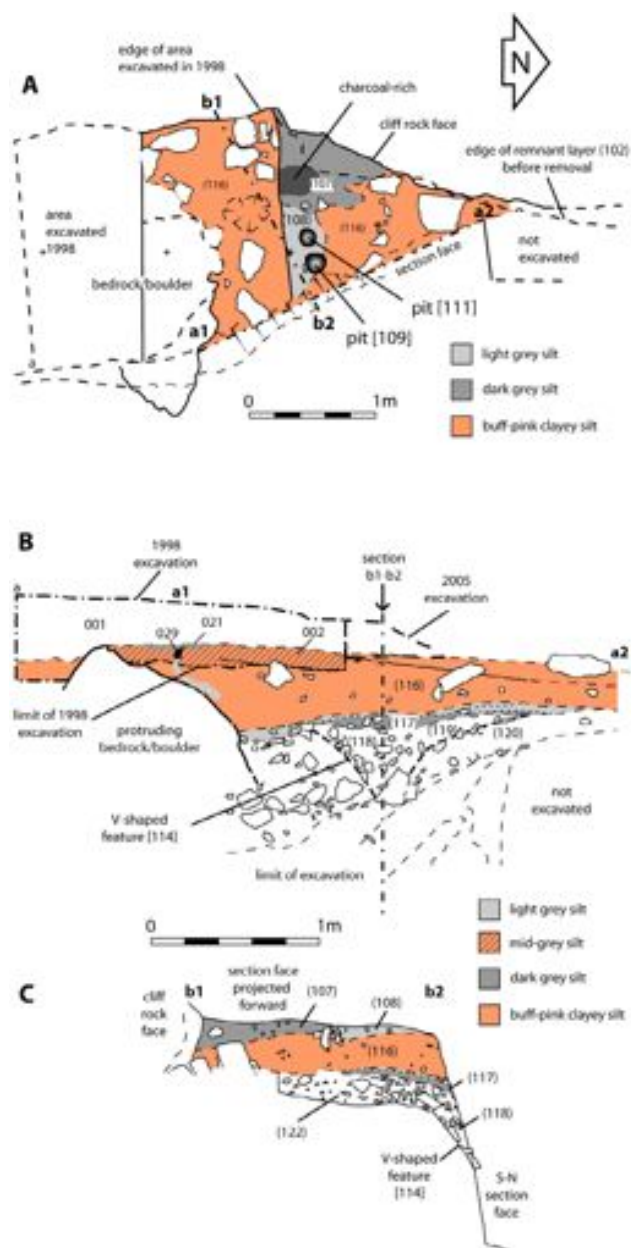 A
N
edge of area
excavated in 1998
charcoal-rich
cliff rock face
b1
edge of remnant layer (102)
before removal
area
excavated
1998
(116)
(108)
(116)
a2
not
excavated
bedrock/boulder
section face
a1
b2
pit [111]
pit [109]
light grey silt
dark grey silt
buff-pink clayey silt
0
1m
B
1998
excavation
section
b1-b2
2005
excavation
a1
001
029
021
002
a2
(116)
limit of 1998
excavation
(117)
(118)
(119)
(120)
protruding
bedrock/boulder
V-shaped
feature [114]
not
excavated
limit of excavation
0
1m
light grey silt
mid-grey silt
dark grey silt
buff-pink clayey silt
C
cliff
rock
face
b1
section face
projected
forward
(107)
(108)
b2
(116)
(117)
(118)
(122)
V-shaped
feature
[114]
S-N
section
face